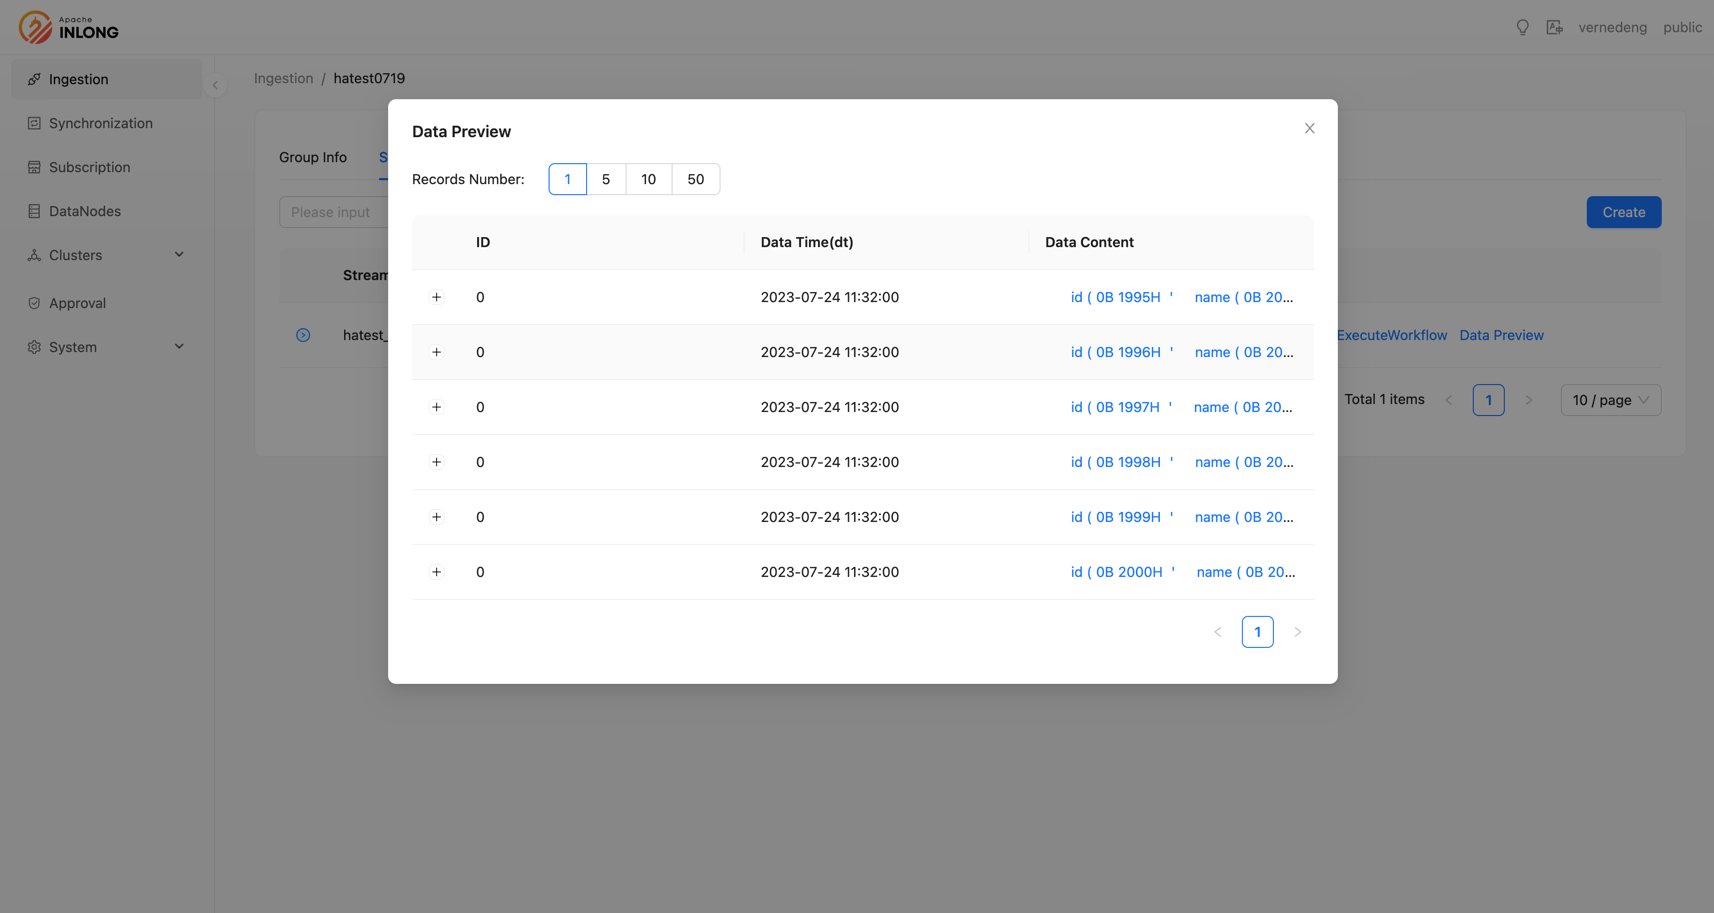 Apache
INLONG
vernedeng public
Ingestion
Synchronization
Subscription
DataNodes
Clusters
Approval
System
Ingestion / hatest0719
Group Info S
Please input
Create
Stream
hatest_
ExecuteWorkflow Data Preview
Total 1 items < 1 > 10 / page
Data Preview
Records Number: 1 5 10 50
ID Data Time(dt) Data Content
+ 0 2023-07-24 11:32:00 id ( 0B 1995H ' name ( 0B 20...
+ 0 2023-07-24 11:32:00 id ( 0B 1996H ' name ( 0B 20...
+ 0 2023-07-24 11:32:00 id ( 0B 1997H ' name ( 0B 20...
+ 0 2023-07-24 11:32:00 id ( 0B 1998H ' name ( 0B 20...
+ 0 2023-07-24 11:32:00 id ( 0B 1999H ' name ( 0B 20...
+ 0 2023-07-24 11:32:00 id ( 0B 2000H ' name ( 0B 20...
< 1 >